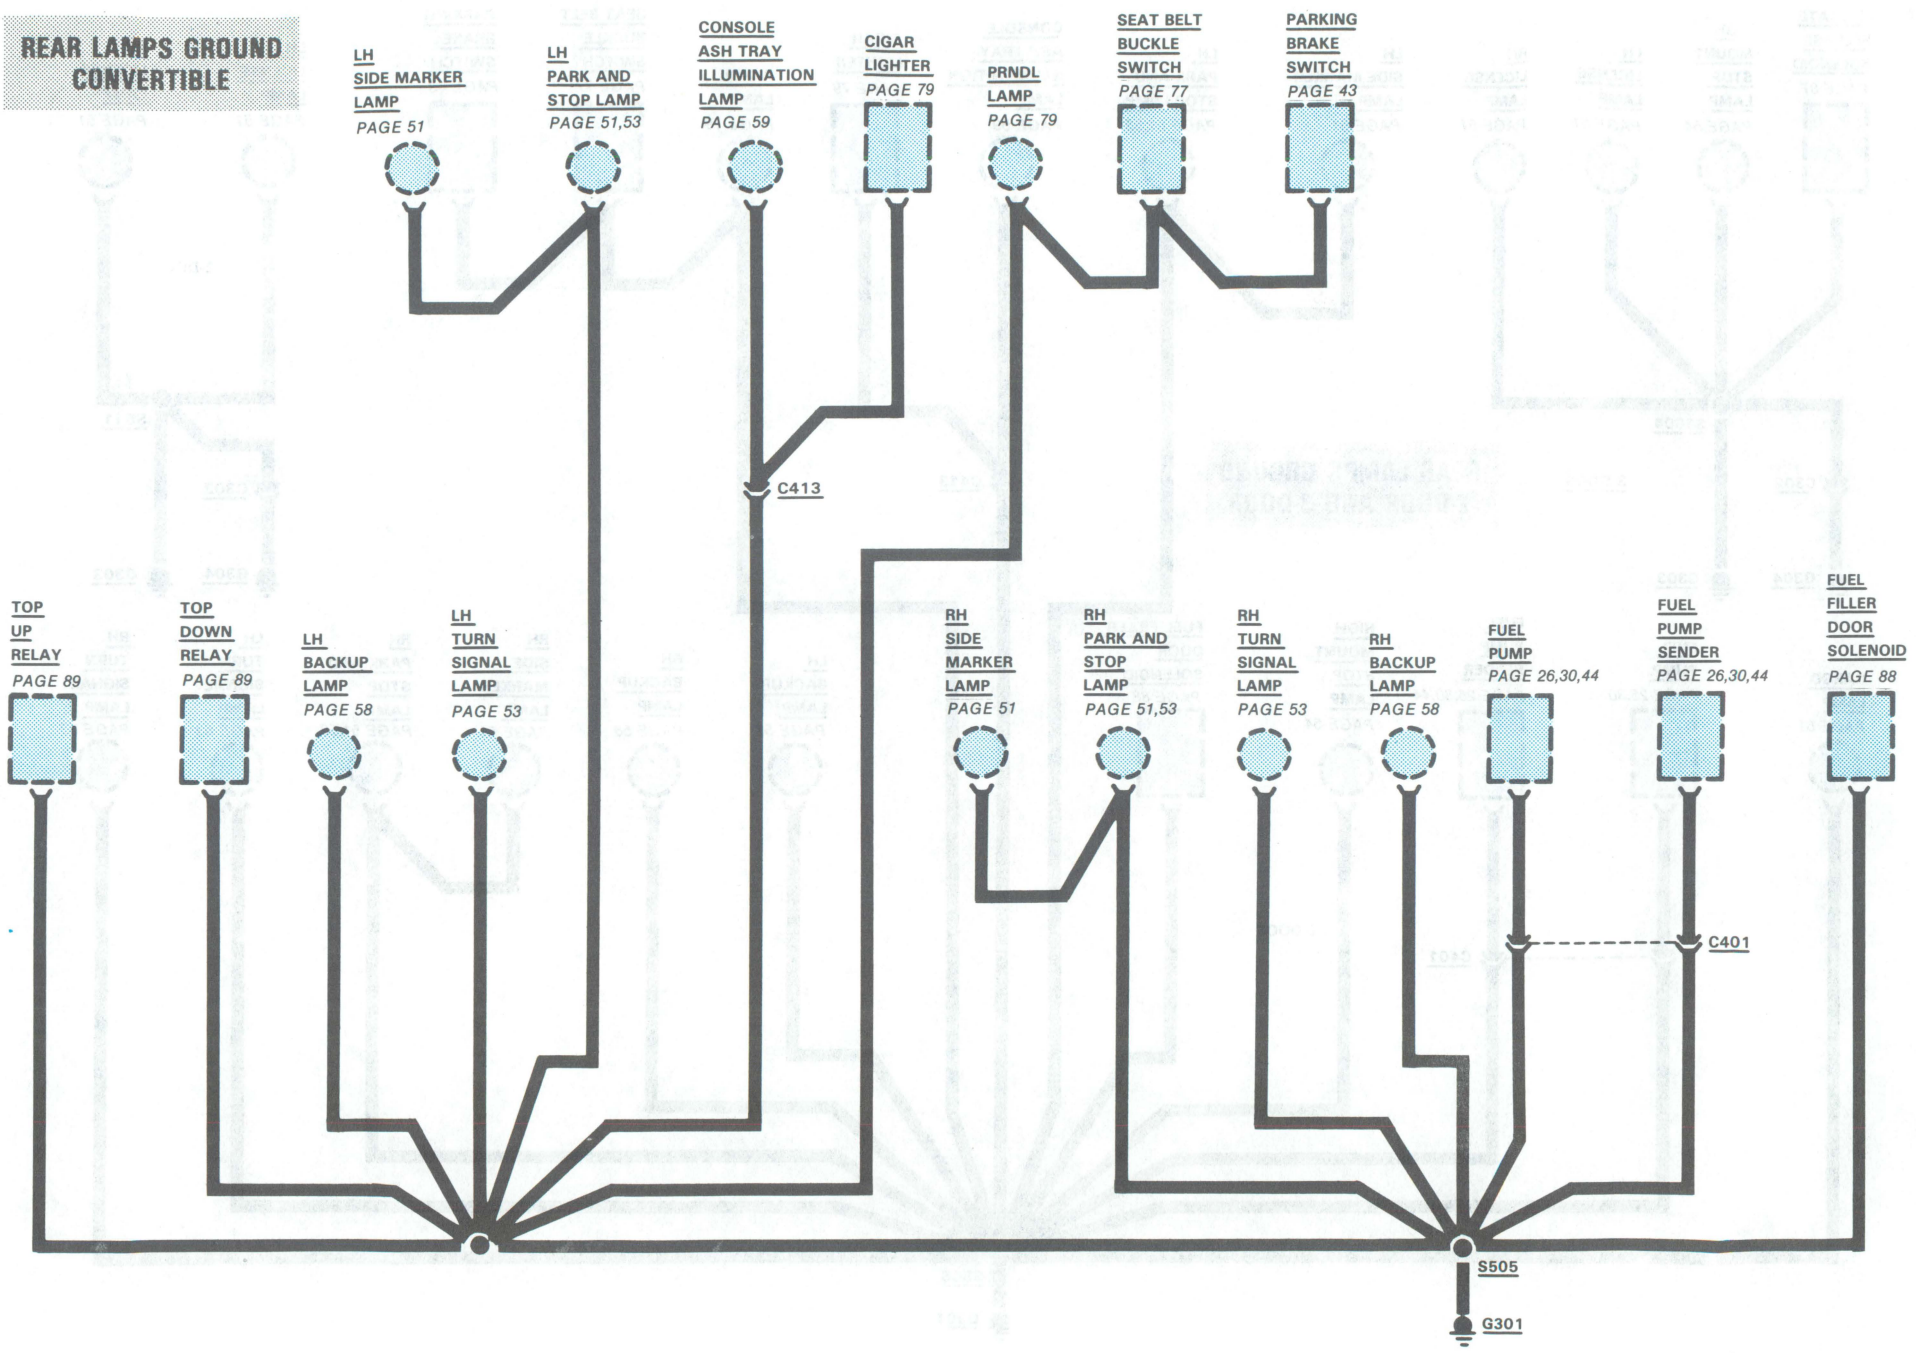 REAR LAMPS GROUND
CONVERTIBLE
LH
SIDE MARKER
LAMP
PAGE 51
LH
PARK AND
STOP LAMP
PAGE 51,53
CONSOLE
ASH TRAY
ILLUMINATION
LAMP
PAGE 59
CIGAR
LIGHTER
PAGE 79
PRNDL
LAMP
PAGE 79
SEAT BELT
BUCKLE
SWITCH
PAGE 77
PARKING
BRAKE
SWITCH
PAGE 43
C413
TOP
UP
RELAY
PAGE 89
TOP
DOWN
RELAY
PAGE 89
LH
BACKUP
LAMP
PAGE 58
LH
TURN
SIGNAL
LAMP
PAGE 53
RH
SIDE
MARKER
LAMP
PAGE 51
RH
PARK AND
STOP
LAMP
PAGE 51,53
RH
TURN
SIGNAL
LAMP
PAGE 53
RH
BACKUP
LAMP
PAGE 58
FUEL
PUMP
PAGE 26,30,44
FUEL
PUMP
SENDER
PAGE 26,30,44
FUEL
FILLER
DOOR
SOLENOID
PAGE 88
C401
S505
G301